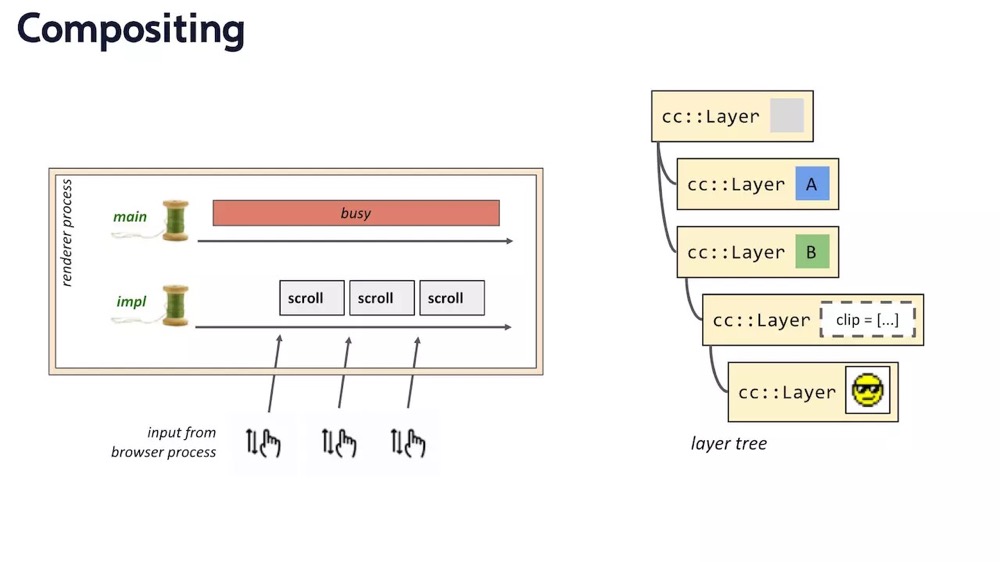 Compositing
renderer process
main
busy
impl
scroll
scroll
scroll
input from
browser process
cc::Layer
cc::Layer A
cc::Layer B
cc::Layer clip = [...]
cc::Layer
layer tree